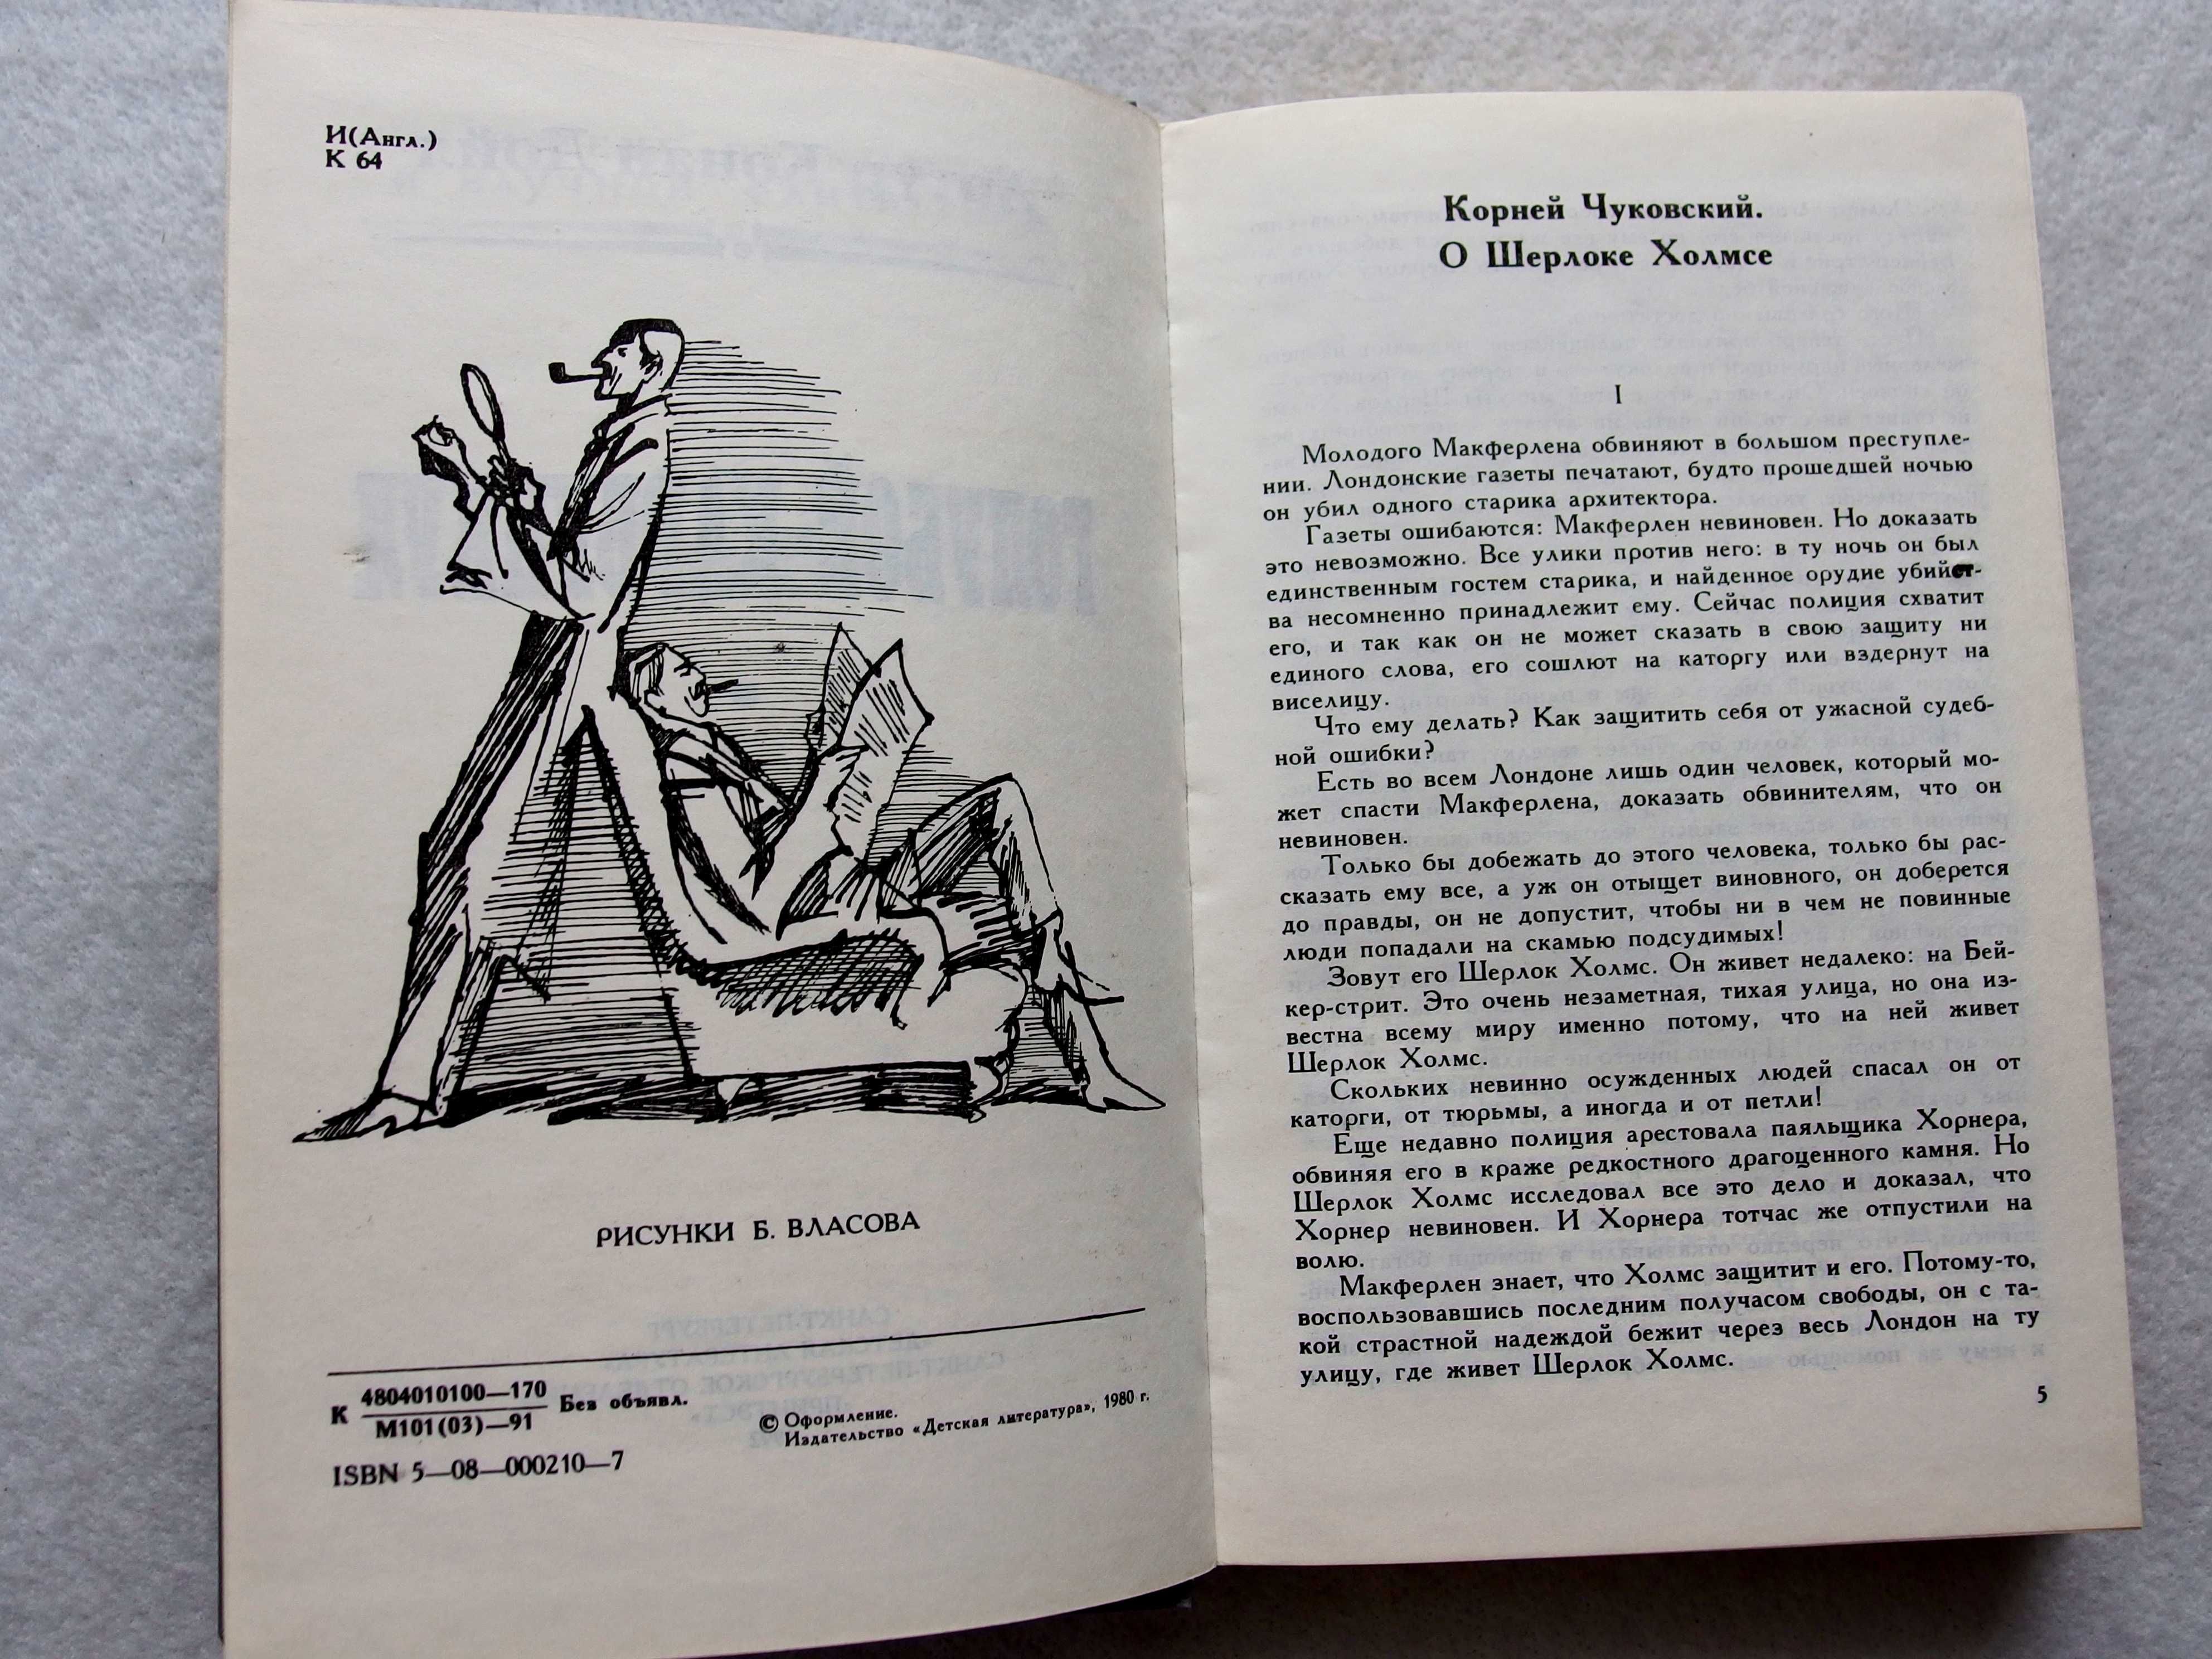 И(Англ.)
К 64
РИСУНКИ Б. ВЛАСОВА
К 4804010100—170
М101(03)—91
Без объявл.
© Оформление.
Издательство «Детская литература», 1980 г.
ISBN 5—08—000210—7
Корней Чуковский.
О Шерлоке Холмсе
I
Молодого Макферлена обвиняют в большом преступле-
нии. Лондонские газеты печатают, будто прошедшей ночью
он убил одного старика архитектора.
Газеты ошибаются: Макферлен невиновен. Но доказать
это невозможно. Все улики против него: в ту ночь он был
единственным гостем старика, и найденное орудие убийст-
ва несомненно принадлежит ему. Сейчас полиция схватит
его, и так как он не может сказать в свою защиту ни
единого слова, его сошлют на каторгу или вздернут на
виселицу.
Что ему делать? Как защитить себя от ужасной судеб-
ной ошибки?
Есть во всем Лондоне лишь один человек, который мо-
жет спасти Макферлена, доказать обвинителям, что он
невиновен.
Только бы добежать до этого человека, только бы рас-
сказать ему все, а уж он отыщет виновного, он доберется
до правды, он не допустит, чтобы ни в чем не повинные
люди попадали на скамью подсудимых!
Зовут его Шерлок Холмс. Он живет недалеко: на Бей-
кер-стрит. Это очень незаметная, тихая улица, но она из-
вестна всему миру именно потому, что на ней живет
Шерлок Холмс.
Скольких невинно осужденных людей спасал он от
каторги, от тюрьмы, а иногда и от петли!
Еще недавно полиция арестовала паяльщика Хорнера,
обвиняя его в краже редкостного драгоценного камня. Но
Шерлок Холмс исследовал все это дело и доказал, что
Хорнер невиновен. И Хорнера тотчас же отпустили на
волю.
Макферлен знает, что Холмс защитит и его. Потому-то,
воспользовавшись последним получасом свободы, он с та-
кой страстной надеждой бежит через весь Лондон на ту
улицу, где живет Шерлок Холмс.
5